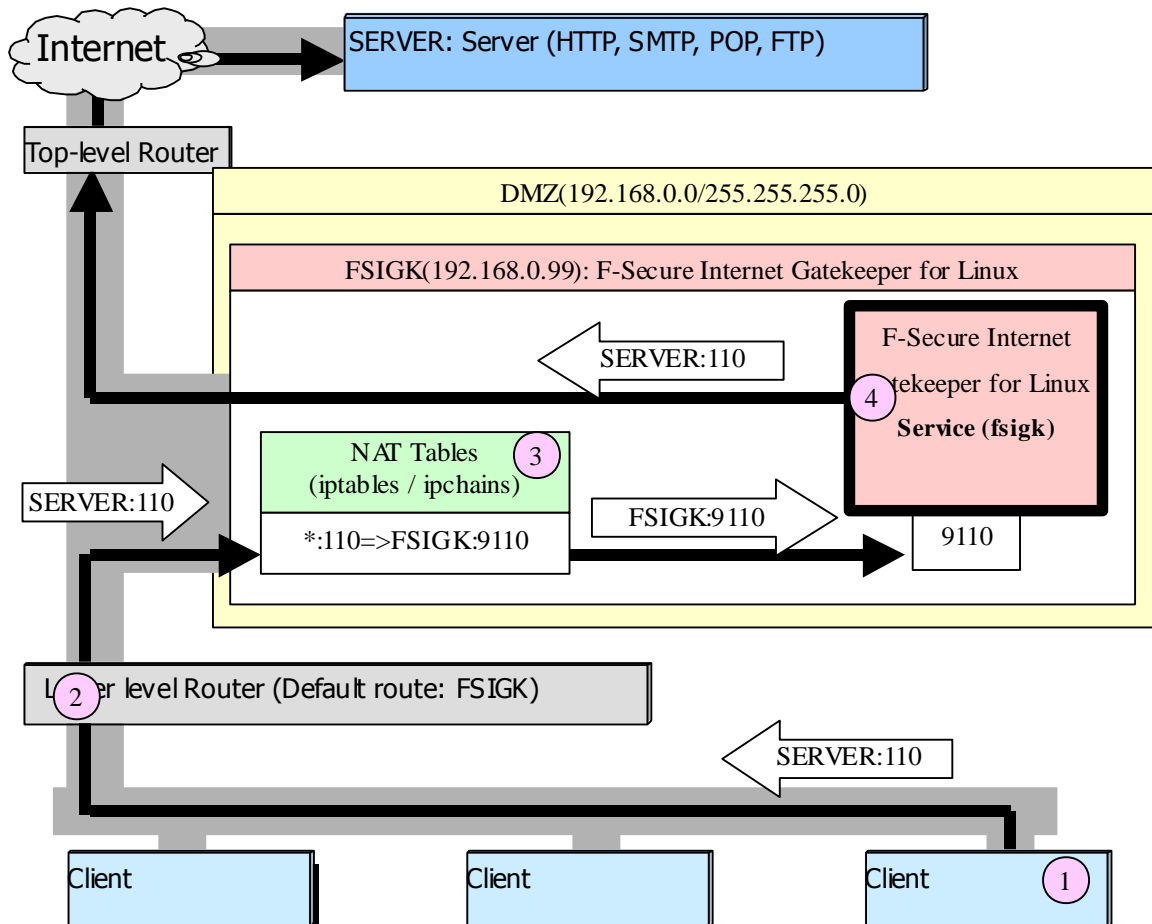 Internet
SERVER: Server (HTTP, SMTP, POP, FTP)
Top-level Router
DMZ(192.168.0.0/255.255.255.0)
FSIGK(192.168.0.99): F-Secure Internet Gatekeeper for Linux
SERVER:110
F-Secure Internet
4 tekeeper for Linux
Service (fsigk)
NAT Tables
3
(iptables / ipchains)
SERVER:110
FSIGK:9110
*:110=>FSIGK:9110
9110
L 2 er level Router (Default route: FSIGK)
SERVER:110
Client
Client
Client
1